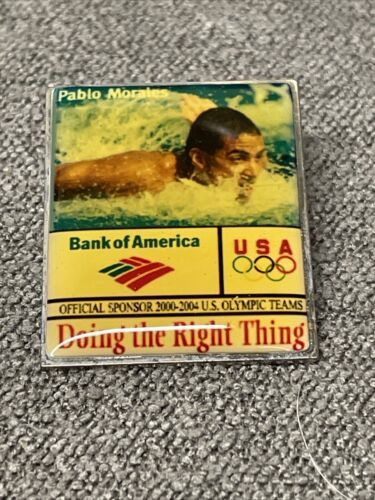 Pablo Morales
Bank of America
USA
OFFICIAL SPONSOR 2000-2004 U.S. OLYMPIC TEAMS
Doing the Right Thing